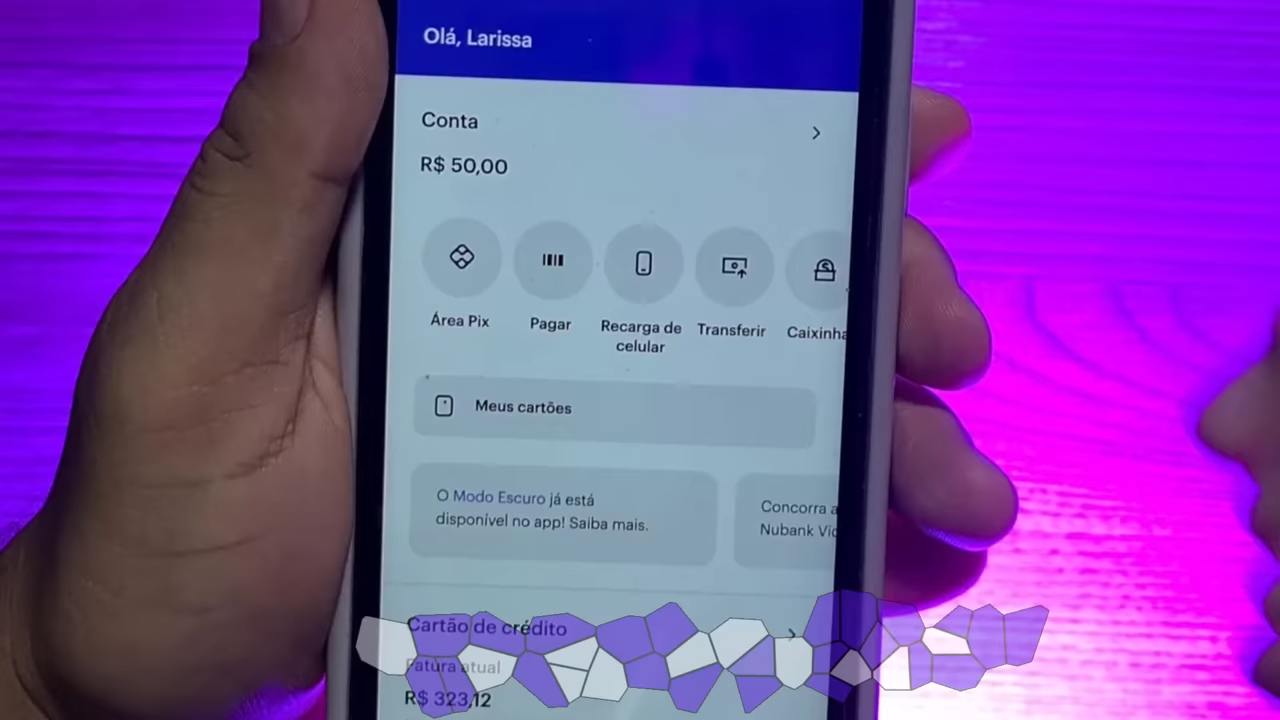 Olá, Larissa
Conta
R$ 50,00
Área Pix
Pagar
Recarga de
celular
Transferir
Caixinha
Meus cartões
O Modo Escuro já está
disponível no app! Saiba mais.
Concorra a
Nubank
Cartão de crédito
Fatura atual
R$ 323,12